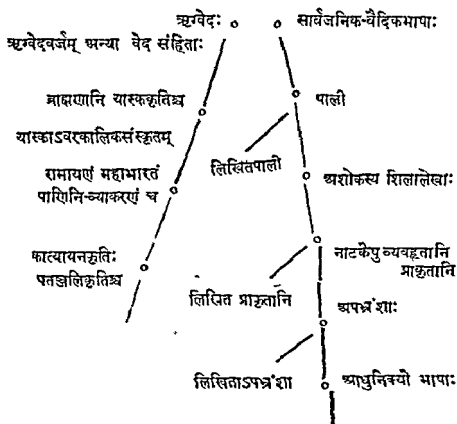 ऋग्वेदः
सार्वजनिक-वैदिकभाषाः
ऋग्वेदवर्जम् अन्या वेद संहिताः
ब्राह्मणानि यास्ककृतिश्च
पाली
यास्काऽवरकालिकसंस्कृतम्
लिखितपाली
रामायणं महाभारतं
पाणिनि-व्याकरणं च
अशोकस्य शिलालेखाः
नाटकेषु व्यवहृतानि
प्राकृतानि
कात्यायनकृतिः
पतञ्जलिकृतिश्च
लिखित प्राकृतानि
अपभ्रंशाः
लिखिताऽपभ्रंशा
आधुनिक्यो भाषाः